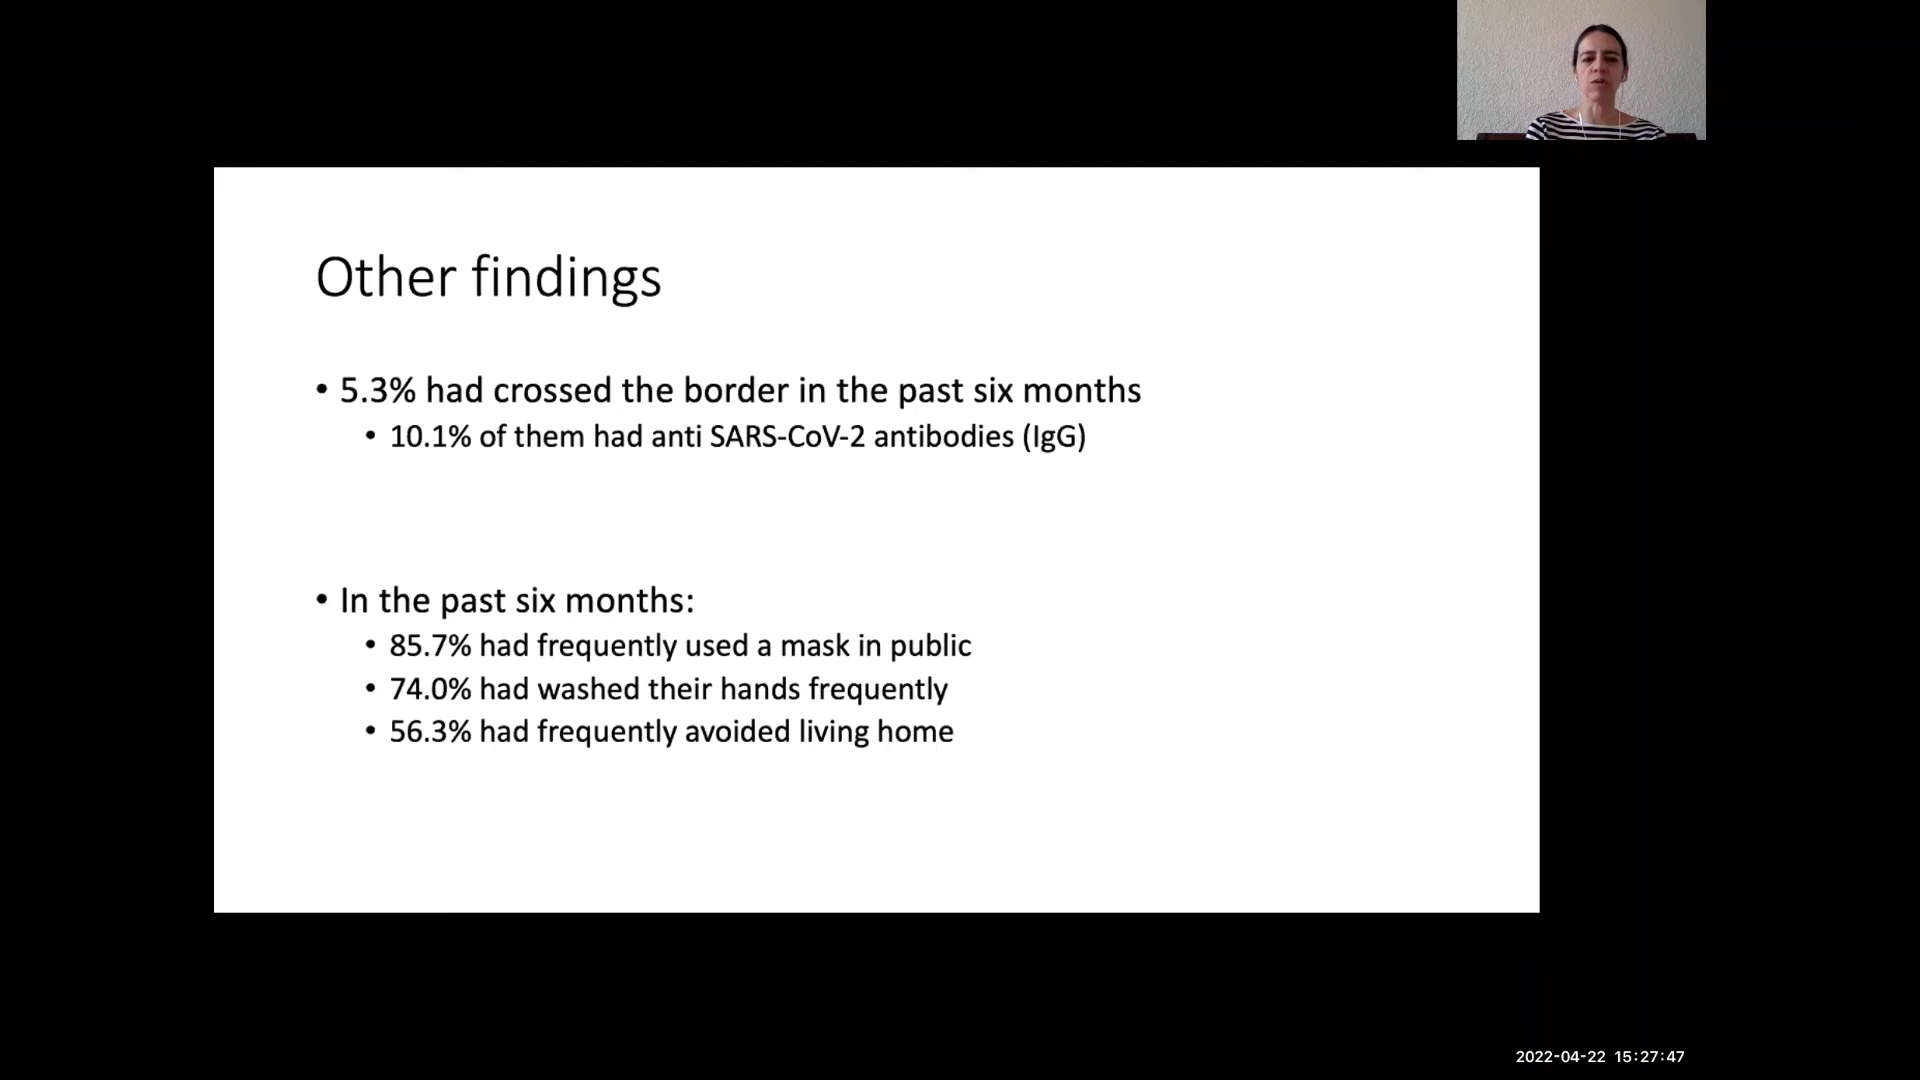 Other findings
• 5.3% had crossed the border in the past six months
• 10.1% of them had anti SARS-CoV-2 antibodies (IgG)
• In the past six months:
• 85.7% had frequently used a mask in public
• 74.0% had washed their hands frequently
• 56.3% had frequently avoided living home
2022-04-22 15:27:47